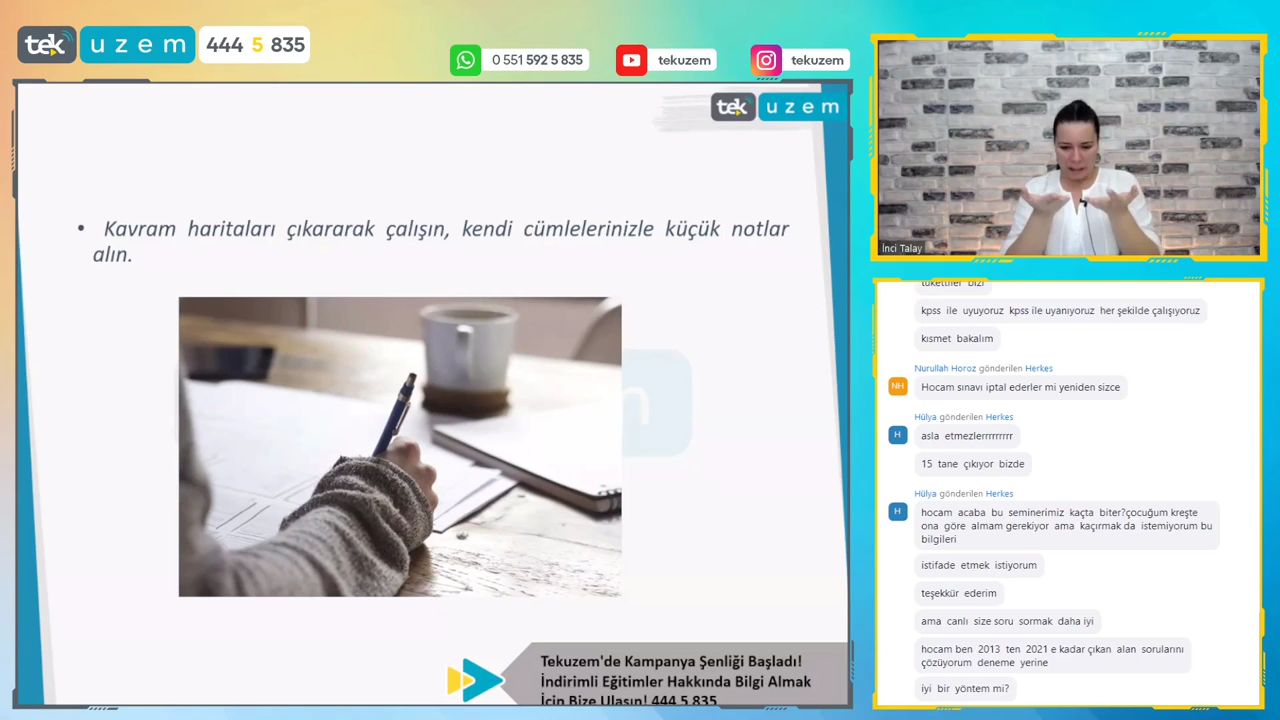 tek uzem 444 5 835
0 551 592 5 835
tekuzem
tekuzem
tek uzem
• Kavram haritaları çıkararak çalışın, kendi cümlelerinizle küçük notlar
alın.
Tekuzem'de Kampanya Şenliği Başladı!
İndirimli Eğitimler Hakkında Bilgi Almak
İçin Bize Ulaşın! 444 5 835
İnci Talay
tükettiler bizi
kpss ile uyuyoruz kpss ile uyanıyoruz her şekilde çalışıyoruz
kısmet bakalım
Nurullah Horoz gönderilen Herkes
NH
Hocam sınavı iptal ederler mi yeniden sizce
Hülya gönderilen Herkes
H
asla etmezlerrrrrrrrr
15 tane çıkıyor bizde
Hülya gönderilen Herkes
H
hocam acaba bu seminerimiz kaçta biter?çocuğum kreşte
ona göre almam gerekiyor ama kaçırmak da istemiyorum bu
bilgileri
istifade etmek istiyorum
teşekkür ederim
ama canlı size soru sormak daha iyi
hocam ben 2013 ten 2021 e kadar çıkan alan sorularını
çözüyorum deneme yerine
iyi bir yöntem mi?